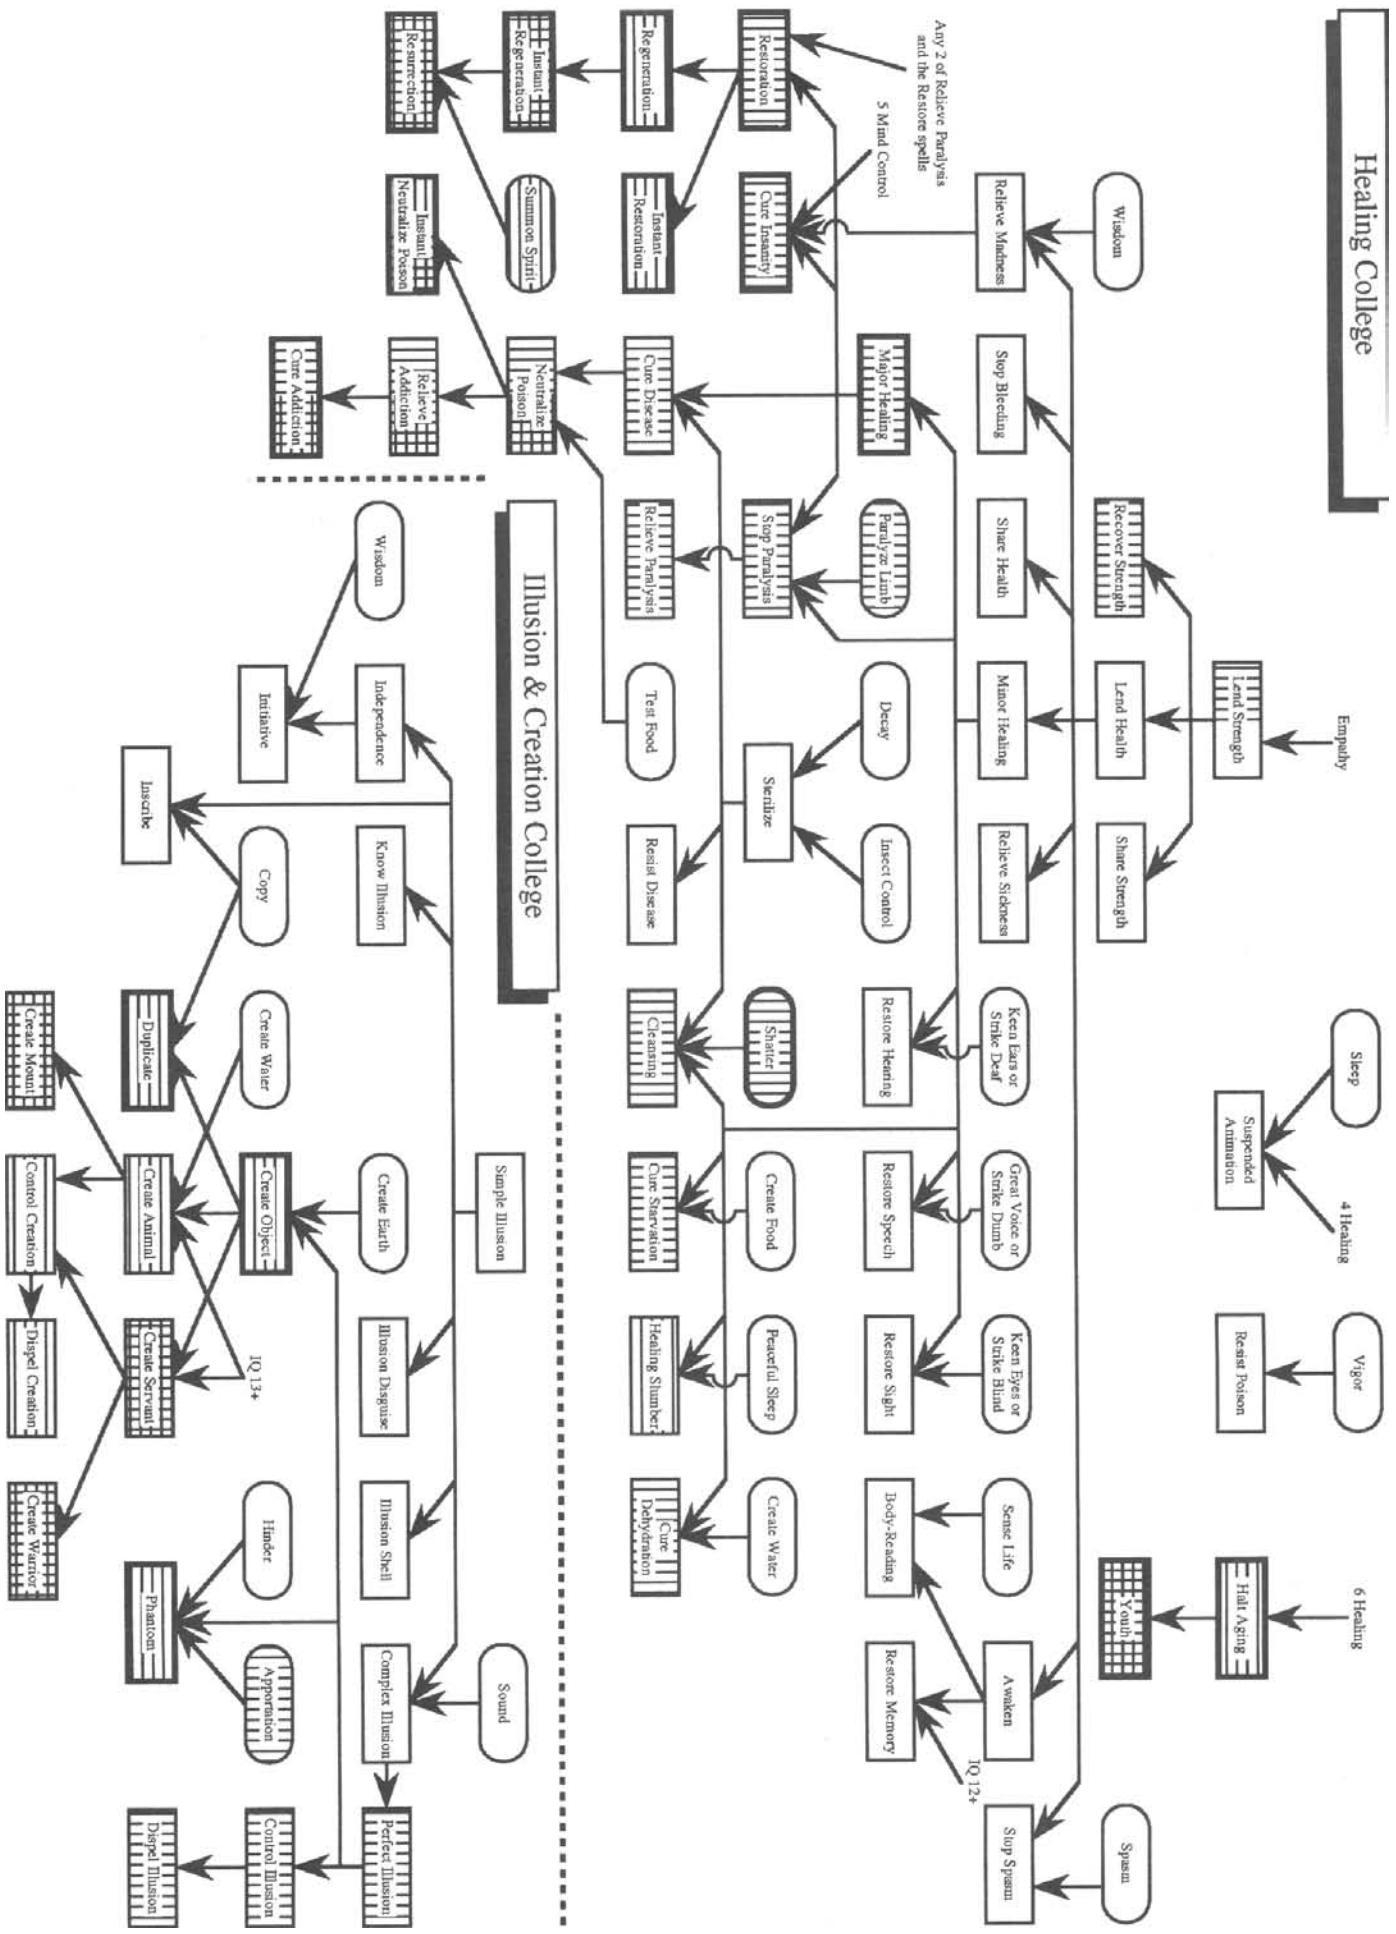 Healing College
Empathy
Sleep
4 Healing
Vigor
6 Healing
Lend Strength
Suspended
Animation
Resist Poison
Halt Aging
Wisdom
Recover Strength
Lend Health
Share Strength
Youth
Spasm
Relieve Madness
Stop Bleeding
Share Health
Minor Healing
Relieve Sickness
Keen Ears or
Strike Deaf
Great Voice or
Strike Dumb
Keen Eyes or
Strike Blind
Sense Life
Awaken
Stop Spasm
IQ 12+
Any 2 of Relieve Paralysis
and the Restore spells
5 Mind Control
Major Healing
Paralyze Limb
Decay
Insect Control
Restore Hearing
Restore Speech
Restore Sight
Body-Reading
Restore Memory
Restoration
Cure Insanity
Stop Paralysis
Sterilize
Shatter
Create Food
Peaceful Sleep
Create Water
Regeneration
Instant
Restoration
Cure Disease
Relieve Paralysis
Test Food
Resist Disease
Cleansing
Cure Starvation
Healing Slumber
Cure
Dehydration
Instant
Regeneration
Summon Spirit
Neutralize
Poison
Resurrection
Instant
Neutralize Poison
Relieve
Addiction
Cure Addiction
Illusion & Creation College
Simple Illusion
Sound
Wisdom
Independence
Know Illusion
Create Earth
Illusion Disguise
Illusion Shell
Complex Illusion
Perfect Illusion
Initiative
Copy
Create Water
Create Object
IQ 13+
Hinder
Apportation
Control Illusion
Inscribe
Duplicate
Create Animal
Create Servant
Phantom
Dispel Illusion
Create Mount
Control Creation
Dispel Creation
Create Warrior